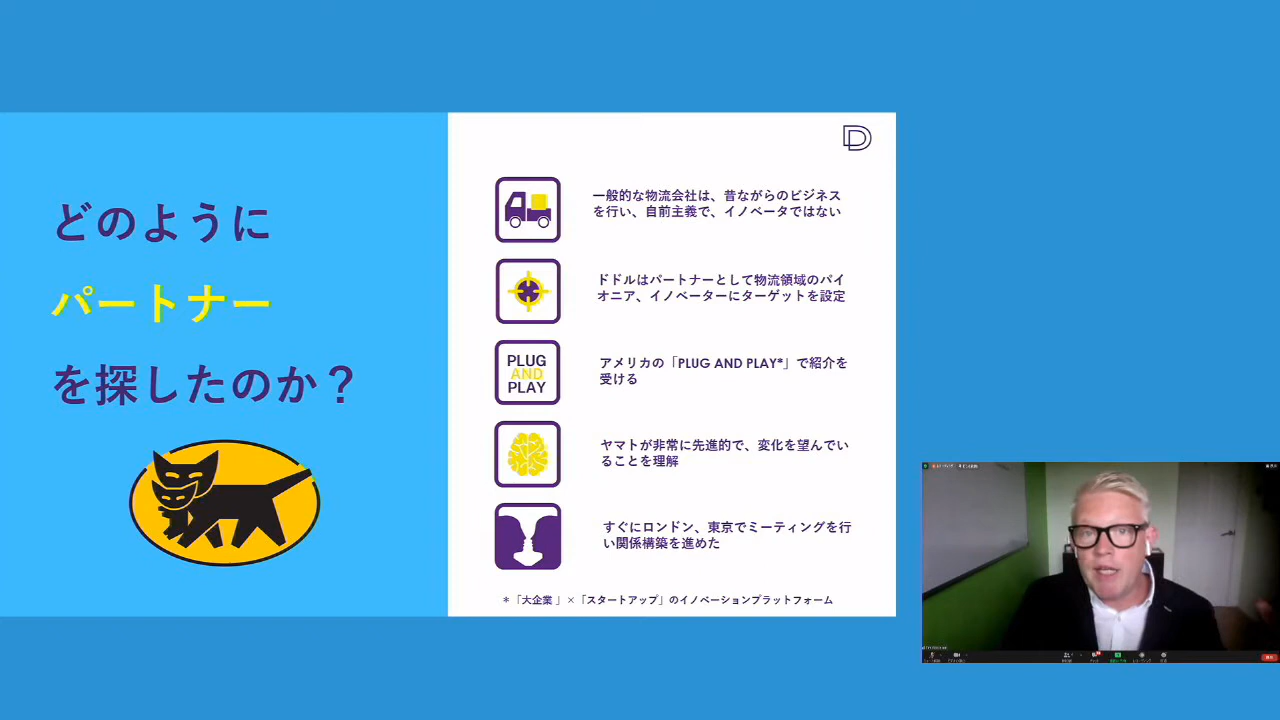 どのように
パートナー
を探したのか？
一般的な物流会社は、昔ながらのビジネス
を行い、自前主義で、イノベータではない
ドドルはパートナーとして物流領域のパイ
オニア、イノベーターにターゲットを設定
PLUG
AND
PLAY
アメリカの「PLUG AND PLAY*」で紹介を
受ける
ヤマトが非常に先進的で、変化を望んでい
ることを理解
すぐにロンドン、東京でミーティングを行
い関係構築を進めた
＊「大企業 」×「スタートアップ」のイノベーションプラットフォーム